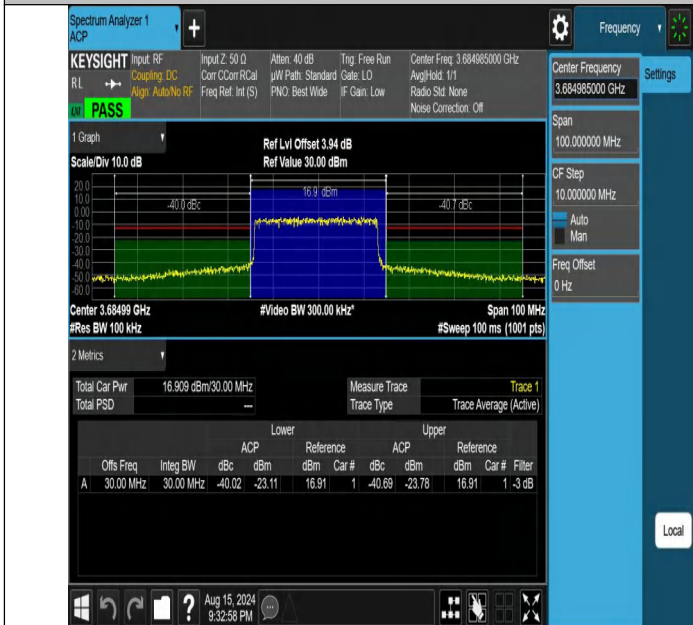 Spectrum Analyzer 1
ACP
+
Frequency
KEYSIGHT Input: RF Input Z: 50 Ω Atten: 40 dB Trig: Free Run Center Freq: 3.684985000 GHz
RL Coupling: DC Corr CCorr RCal µW Path: Standard Gate: LO Avg|Hold: 1/1
Align: Auto/No RF Freq Ref: Int (S) PNO: Best Wide IF Gain: Low Radio Std: None
PASS Noise Correction: Off
Center Frequency
3.684985000 GHz
Settings
Span
100.000000 MHz
CF Step
10.000000 MHz
Auto
Man
Freq Offset
0 Hz
1 Graph
Scale/Div 10.0 dB
Ref Lvl Offset 3.94 dB
Ref Value 30.00 dBm
20.0
10.0
0.00
-10.0
-20.0
-30.0
-40.0
-50.0
-60.0
-40.0 dBc
16.9 dBm
-40.7 dBc
Center 3.68499 GHz #Video BW 300.00 kHz* Span 100 MHz
#Res BW 100 kHz #Sweep 100 ms (1001 pts)
2 Metrics
Total Car Pwr 16.909 dBm/30.00 MHz Measure Trace Trace 1
Total PSD --- Trace Type Trace Average (Active)
Lower Upper
ACP Reference ACP Reference
Offs Freq Integ BW dBc dBm dBm Car # dBc dBm dBm Car # Filter
A 30.00 MHz 30.00 MHz -40.02 -23.11 16.91 1 -40.69 -23.78 16.91 1 -3 dB
Local
? Aug 15, 2024
9:32:58 PM